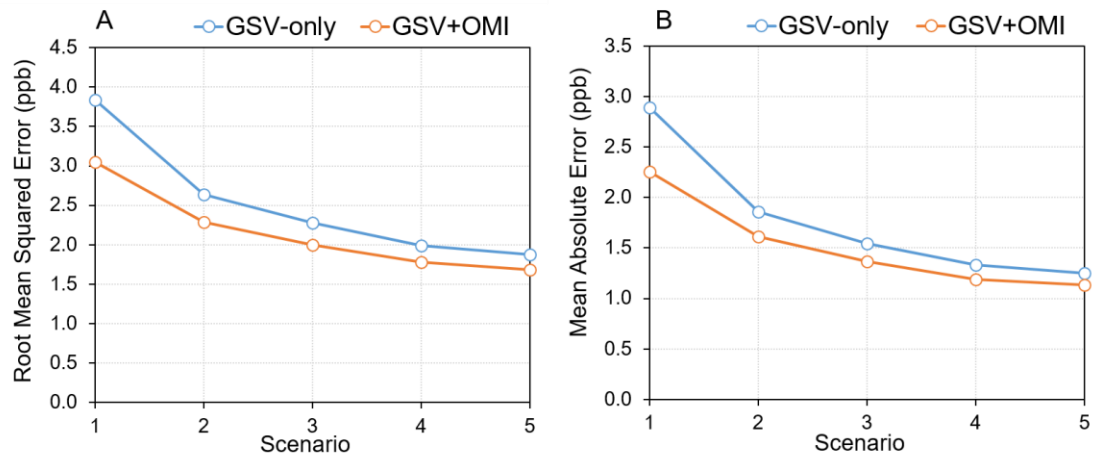 A
GSV-only GSV+OMI
Root Mean Squared Error (ppb)
4.5
4.0
3.5
3.0
2.5
2.0
1.5
1.0
0.5
0.0
1 2 3 4 5
Scenario
B
GSV-only GSV+OMI
Mean Absolute Error (ppb)
3.5
3.0
2.5
2.0
1.5
1.0
0.5
0.0
1 2 3 4 5
Scenario